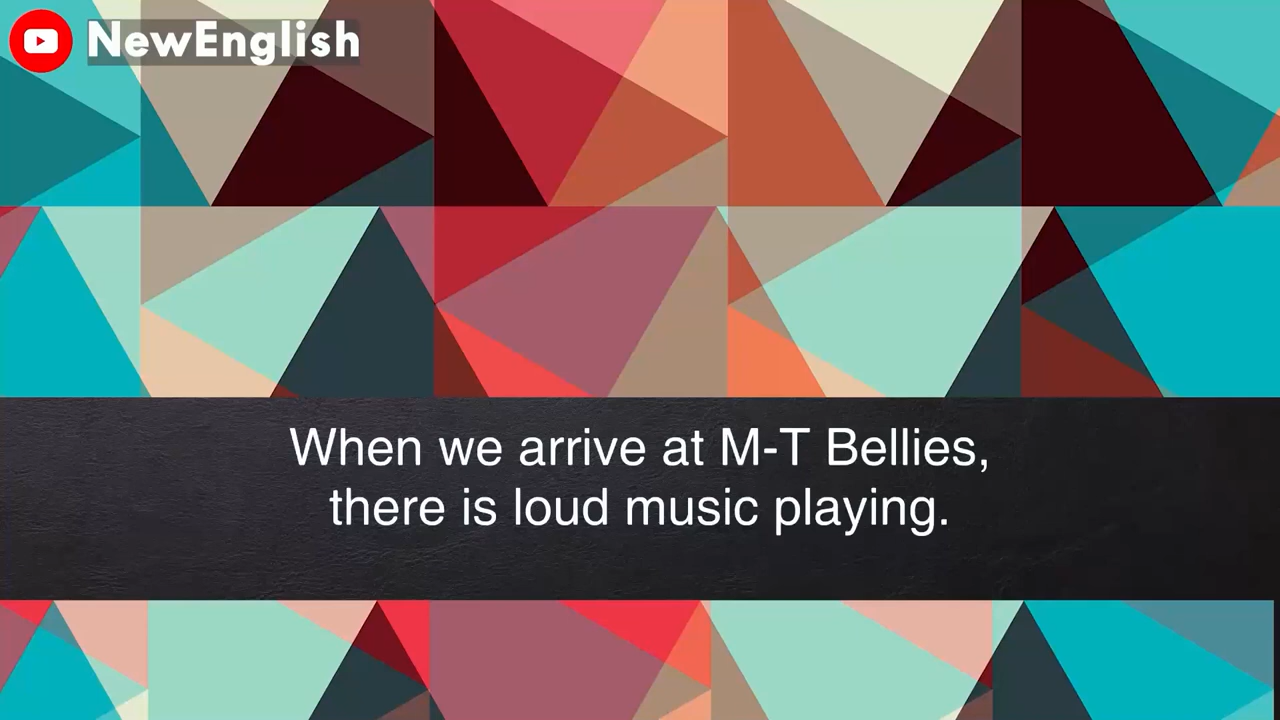 NewEnglish
When we arrive at M-T Bellies,
there is loud music playing.